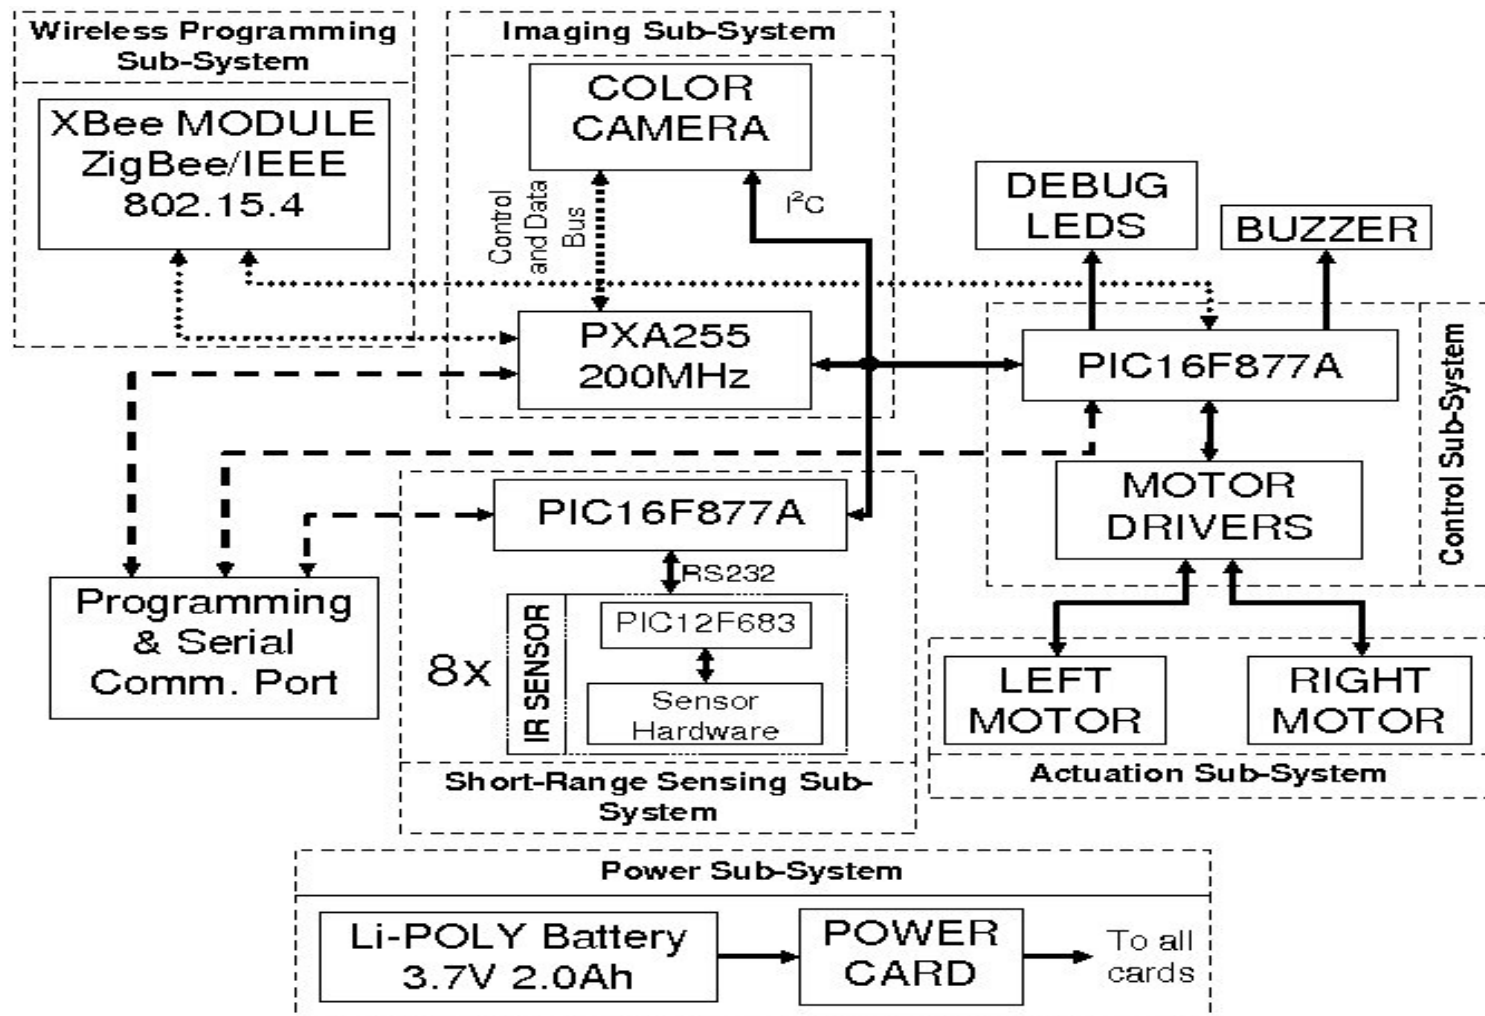 Wireless Programming
Sub-System
XBee MODULE
ZigBee/IEEE
802.15.4
Imaging Sub-System
COLOR
CAMERA
Control
and Data
Bus
I²C
PXA255
200MHz
DEBUG
LEDS
BUZZER
PIC16F877A
MOTOR
DRIVERS
Control Sub-System
Programming
& Serial
Comm. Port
PIC16F877A
RS232
8x
IR SENSOR
PIC12F683
Sensor
Hardware
Short-Range Sensing Sub-
System
LEFT
MOTOR
RIGHT
MOTOR
Actuation Sub-System
Power Sub-System
Li-POLY Battery
3.7V 2.0Ah
POWER
CARD
To all
cards